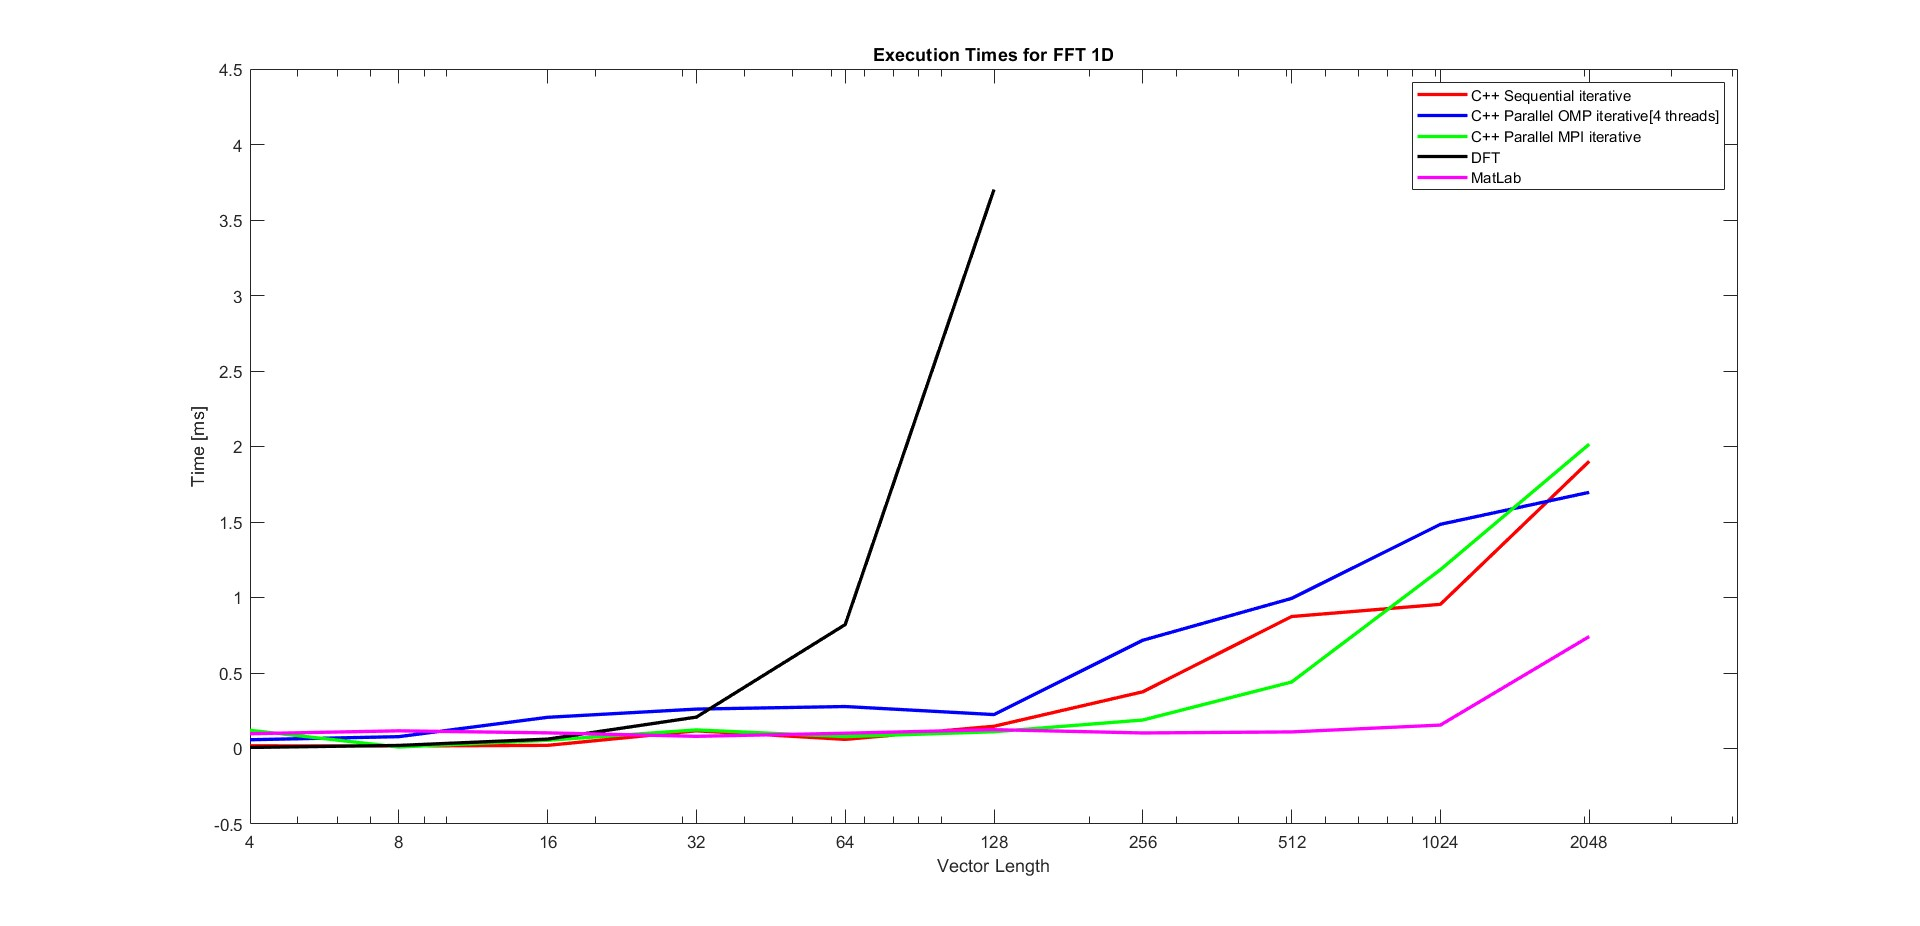 Execution Times for FFT 1D
4.5
4
3.5
3
2.5
2
1.5
1
0.5
0
-0.5
Time [ms]
C++ Sequential iterative
C++ Parallel OMP iterative[4 threads]
C++ Parallel MPI iterative
DFT
MatLab
4 8 16 32 64 128 256 512 1024 2048
Vector Length